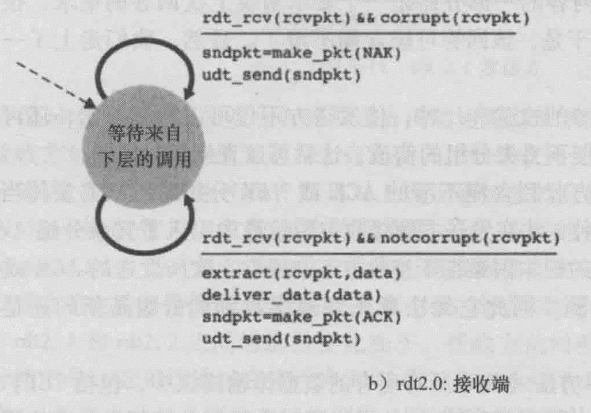 rdt_rcv(rcvpkt) && corrupt(rcvpkt)
sndpkt=make_pkt(NAK)
udt_send(sndpkt)
等待来自
下层的调用
rdt_rcv(rcvpkt) && notcorrupt(rcvpkt)
extract(rcvpkt,data)
deliver_data(data)
sndpkt=make_pkt(ACK)
udt_send(sndpkt)
b) rdt2.0: 接收端